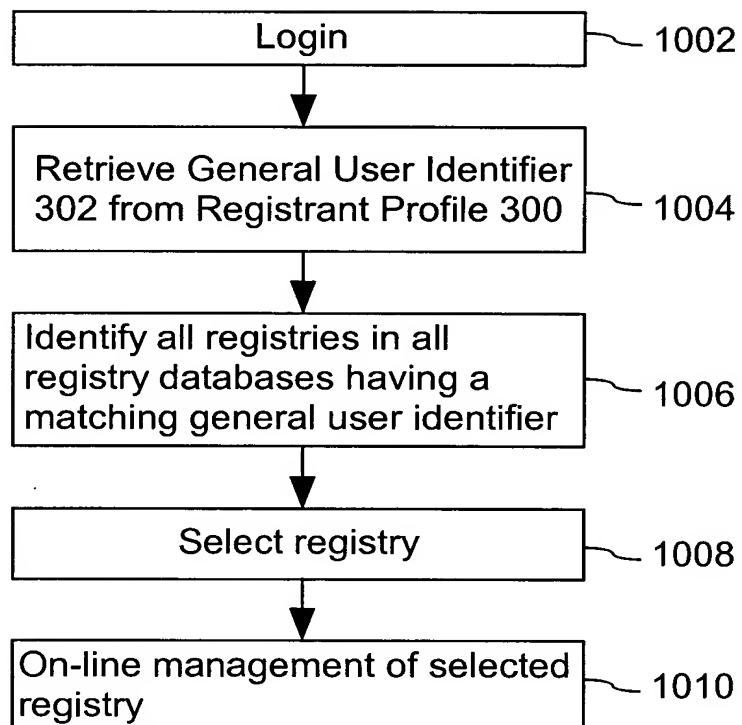 Login
1002
Retrieve General User Identifier
302 from Registrant Profile 300
1004
Identify all registries in all
registry databases having a
matching general user identifier
1006
Select registry
1008
On-line management of selected
registry
1010